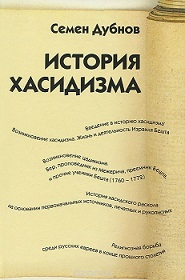 Семен Дубнов
ИСТОРИЯ
ХАСИДИЗМА
Введение в историю хасидизма
Возникновение хасидизма. Жизнь и деятельность Израиля Бешта
Возникновение цадикизма.
Бер, проповедник из Межерича, преемник Бешта,
и прочие ученики Бешта (1760 – 1772)
История хасидского раскола
на основании первоначальных источников, печатных и рукописных
Религиозная борьба
среди русских евреев в конце прошлого столетия